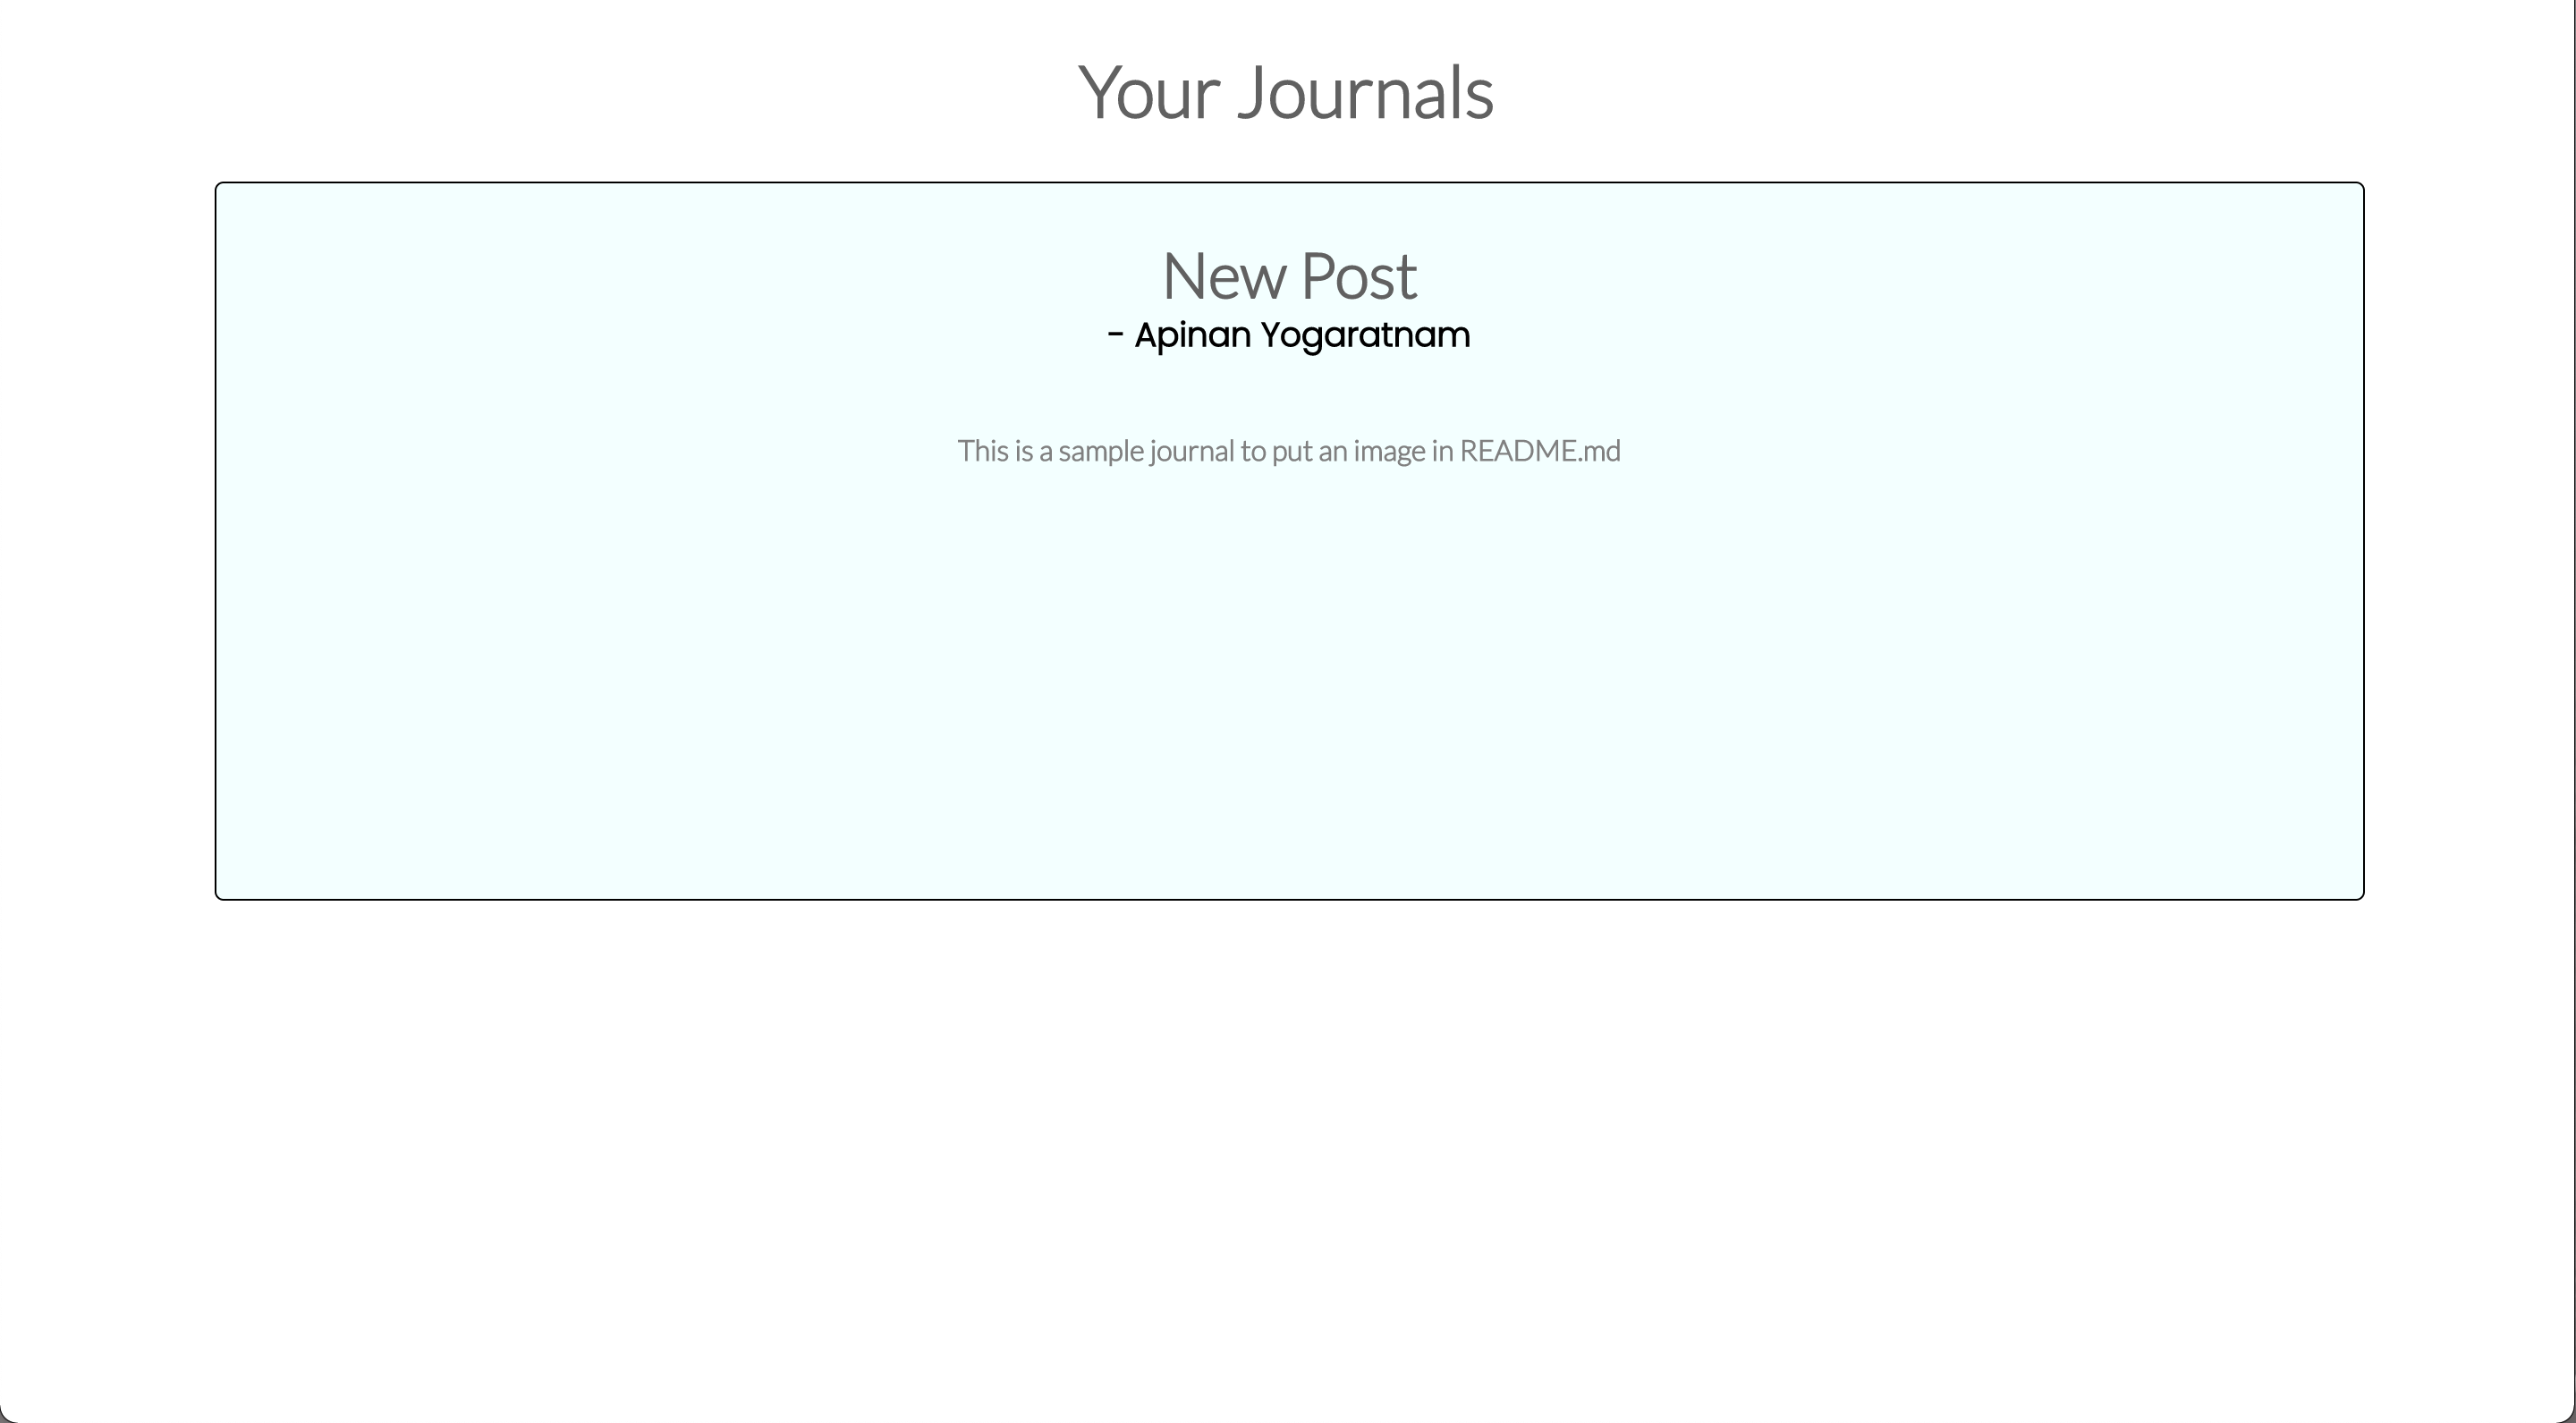 Your Journals
New Post
- Apinan Yogaratnam
This is a sample journal to put an image in README.md